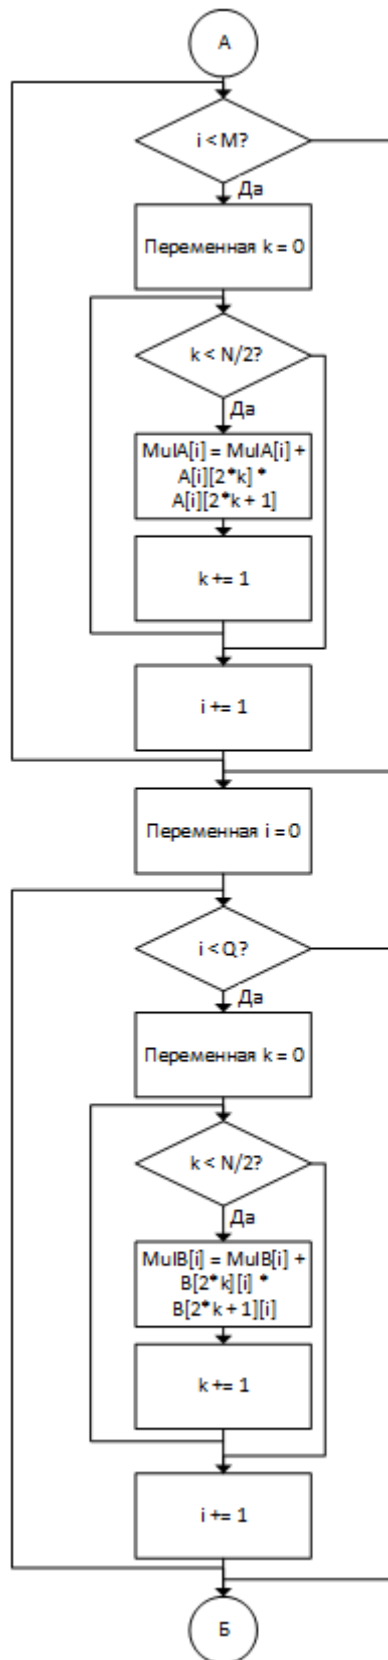 А
i < M?
Да
Переменная k = 0
k < N/2?
Да
MulA[i] = MulA[i] +
A[i][2*k] *
A[i][2*k + 1]
k += 1
i += 1
Переменная i = 0
i < Q?
Да
Переменная k = 0
k < N/2?
Да
MulB[i] = MulB[i] +
B[2*k][i] *
B[2*k + 1][i]
k += 1
i += 1
Б